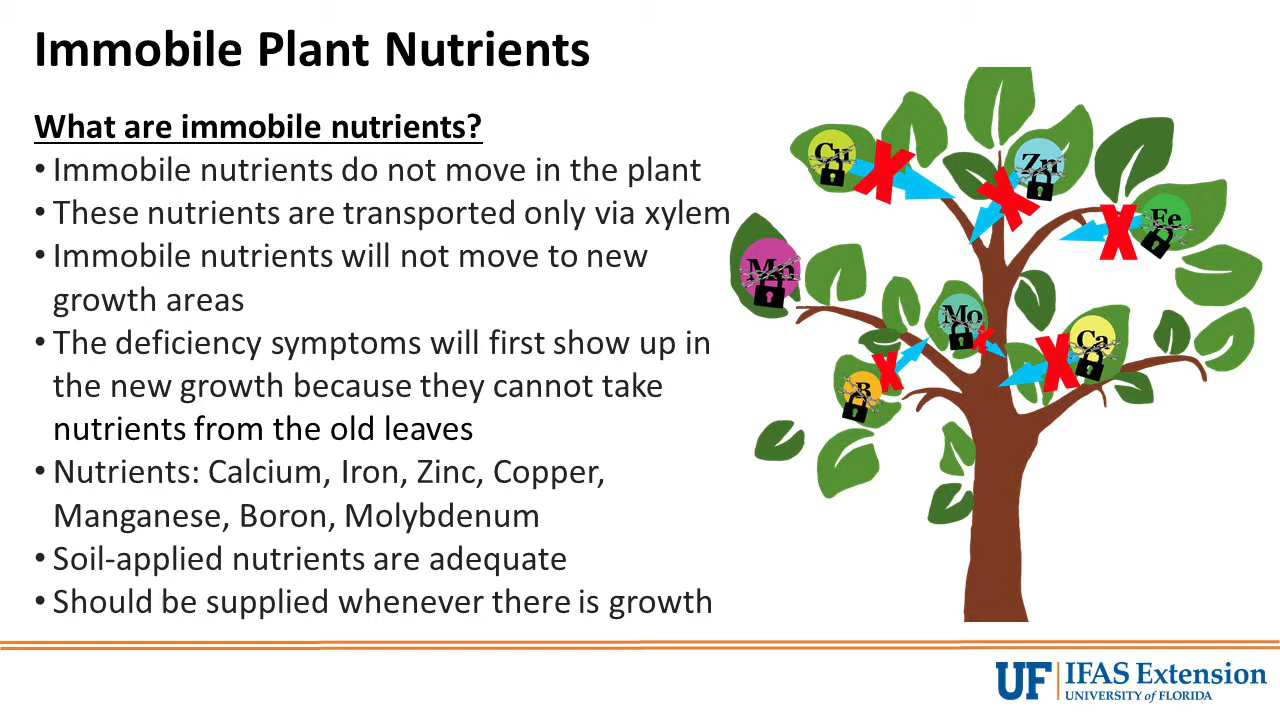 Immobile Plant Nutrients
What are immobile nutrients?
• Immobile nutrients do not move in the plant
• These nutrients are transported only via xylem
• Immobile nutrients will not move to new
growth areas
• The deficiency symptoms will first show up in
the new growth because they cannot take
nutrients from the old leaves
• Nutrients: Calcium, Iron, Zinc, Copper,
Manganese, Boron, Molybdenum
• Soil-applied nutrients are adequate
• Should be supplied whenever there is growth
Cu
Zn
Fe
Mn
Mo
Ca
B
UF IFAS Extension
UNIVERSITY of FLORIDA